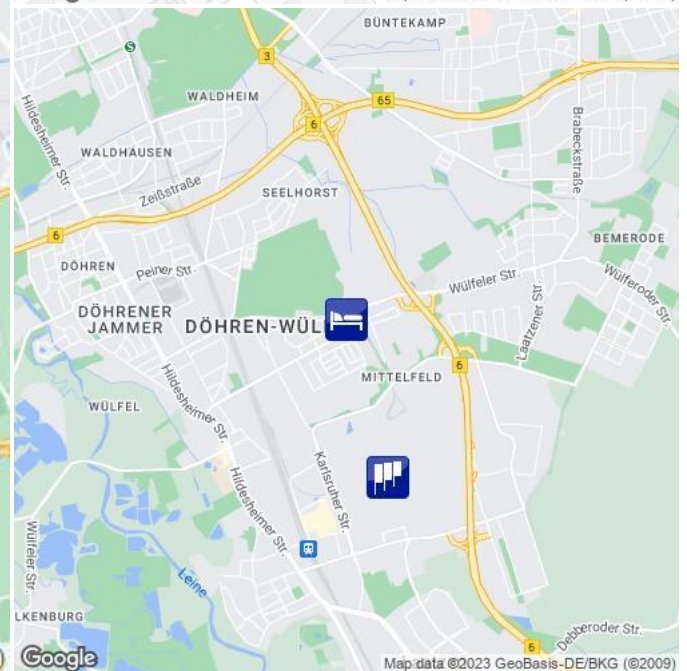 BÜNTEKAMP
3
S
Hildesheimer Str.
WALDHEIM
65
6
Brabeckstraße
WALDHAUSEN
Zeißstraße
SEELHORST
6
BEMERODE
DÖHREN
Peiner Str.
Wülfeler Str.
Wülferoder Str.
DÖHRENER
JAMMER
DÖHREN-WÜL
Laatzener Str.
6
MITTELFELD
WÜLFEL
Hildesheimer Str.
Karlsruher Str.
Hildesheimer Str.
Wülfeler Str.
Leine
LKENBURG
Debberoder Str.
6
Google
Map data ©2023 GeoBasis-DE/BKG (©2009)